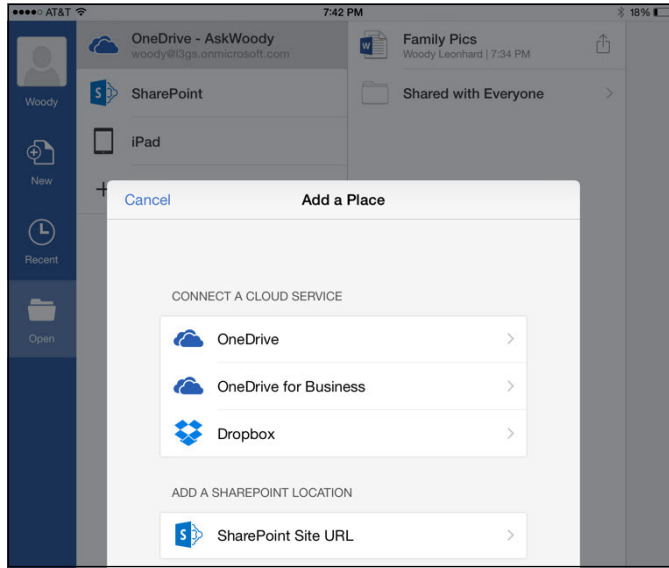 AT&T 7:42 PM 18%
Woody
New
Recent
Open
OneDrive - AskWoody
woody@l3gs.onmicrosoft.com
SharePoint
iPad
Family Pics
Woody Leonhard | 7:34 PM
Shared with Everyone
Cancel Add a Place
CONNECT A CLOUD SERVICE
OneDrive
OneDrive for Business
Dropbox
ADD A SHAREPOINT LOCATION
SharePoint Site URL